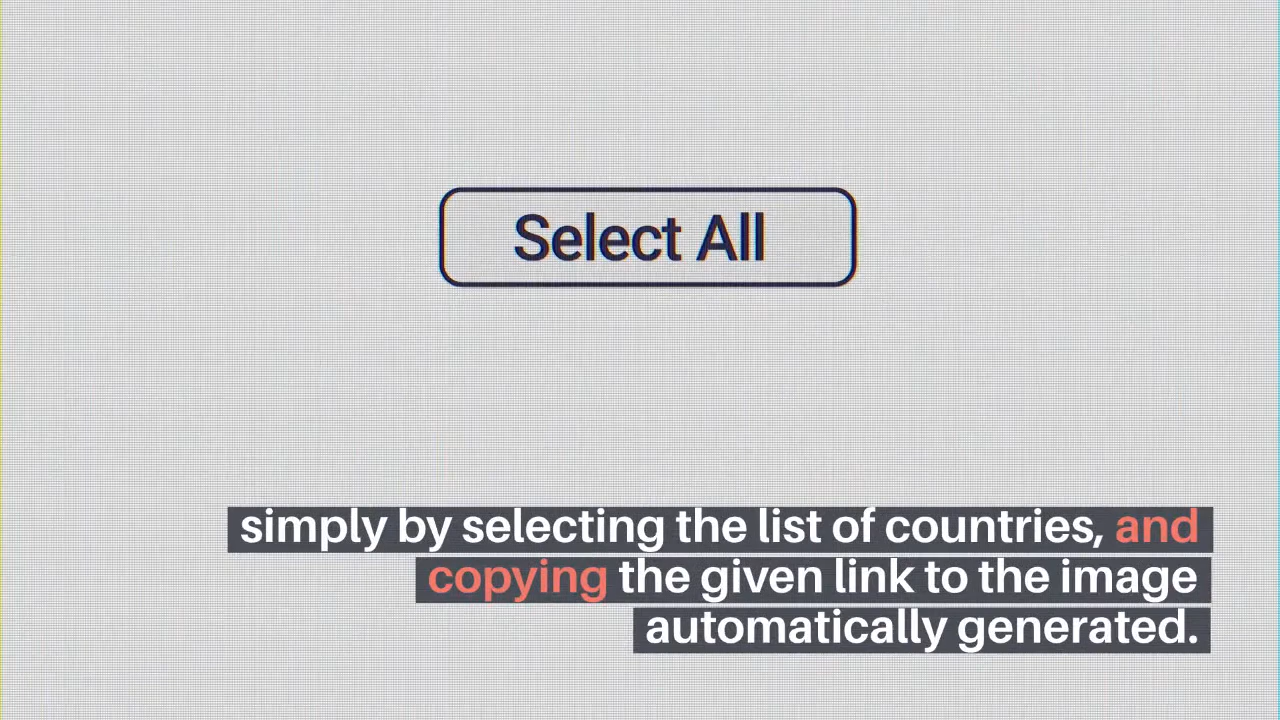 Select All
simply by selecting the list of countries, and
copying the given link to the image
automatically generated.